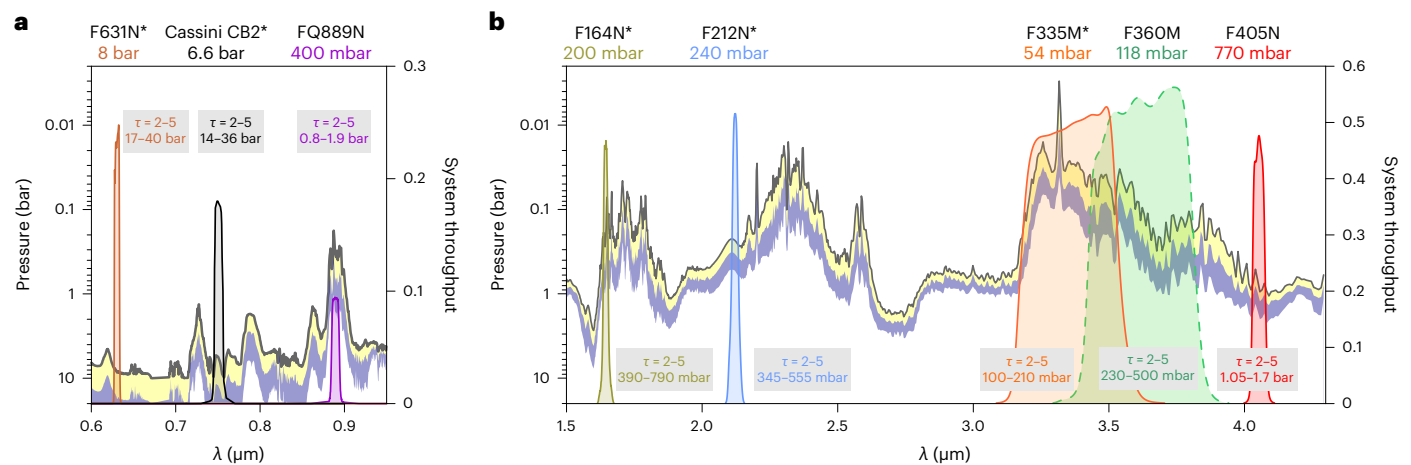 a
F631N* Cassini CB2* FQ889N
8 bar 6.6 bar 400 mbar
0.3
τ = 2–5
17–40 bar
τ = 2–5
14–36 bar
τ = 2–5
0.8–1.9 bar
0.01
0.2
0.1
0.1
1
10
0
Pressure (bar)
System throughput
0.6 0.7 0.8 0.9
λ (µm)
b
F164N* F212N* F335M* F360M F405N
200 mbar 240 mbar 54 mbar 118 mbar 770 mbar
0.6
0.01
0.5
0.4
0.1
0.3
1
0.2
0.1
10
0
Pressure (bar)
System throughput
τ = 2–5
390–790 mbar
τ = 2–5
345–555 mbar
τ = 2–5
100–210 mbar
τ = 2–5
230–500 mbar
τ = 2–5
1.05–1.7 bar
1.5 2.0 2.5 3.0 3.5 4.0
λ (µm)